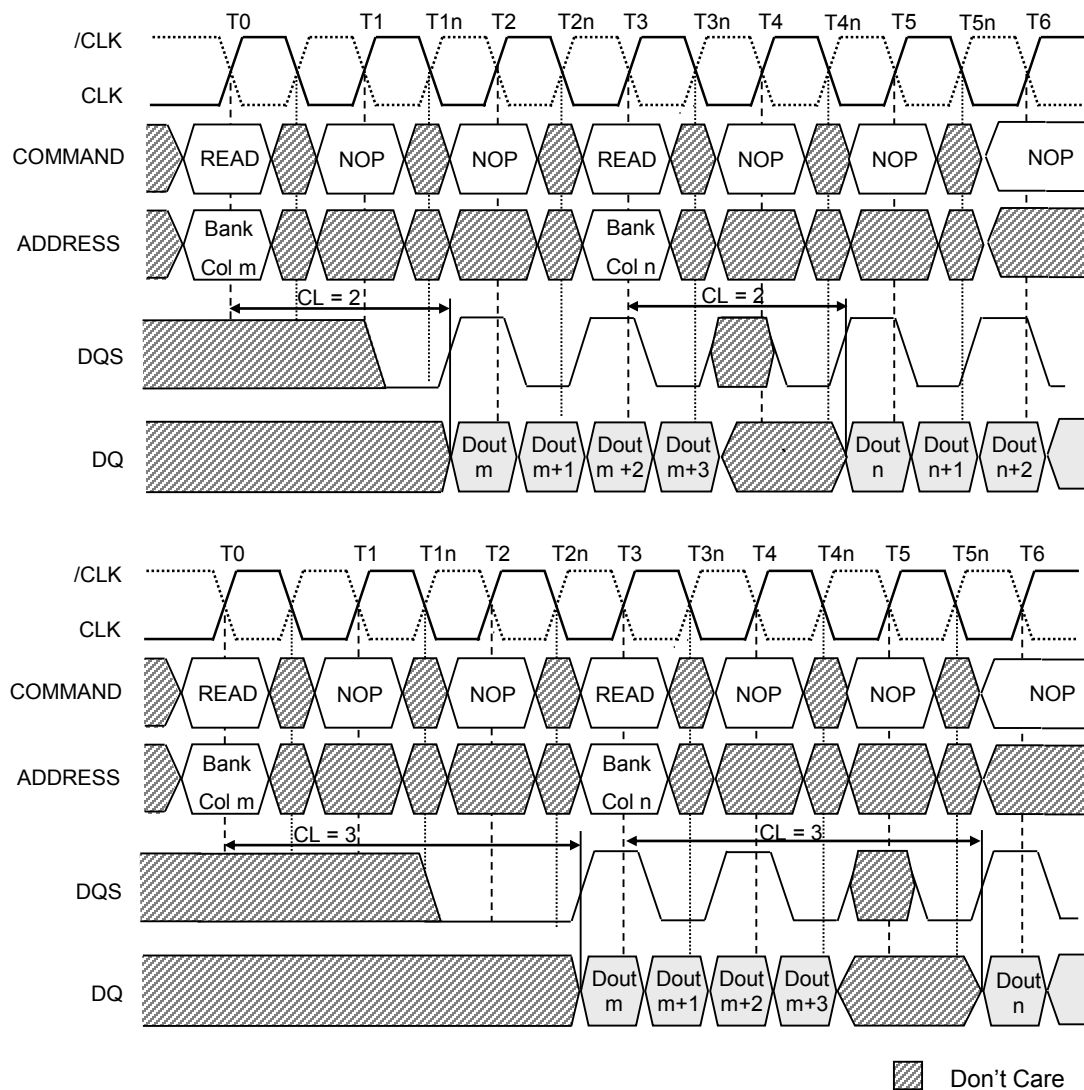 T0 T1 T1n T2 T2n T3 T3n T4 T4n T5 T5n T6
/CLK
CLK
COMMAND READ NOP NOP READ NOP NOP NOP
ADDRESS Bank Col m Bank Col n
CL = 2 CL = 2
DQS
DQ Dout m Dout m+1 Dout m +2 Dout m+3 Dout n Dout n+1 Dout n+2
T0 T1 T1n T2 T2n T3 T3n T4 T4n T5 T5n T6
/CLK
CLK
COMMAND READ NOP NOP READ NOP NOP NOP
ADDRESS Bank Col m Bank Col n
CL = 3 CL = 3
DQS
DQ Dout m Dout m+1 Dout m+2 Dout m+3 Dout n
Don't Care